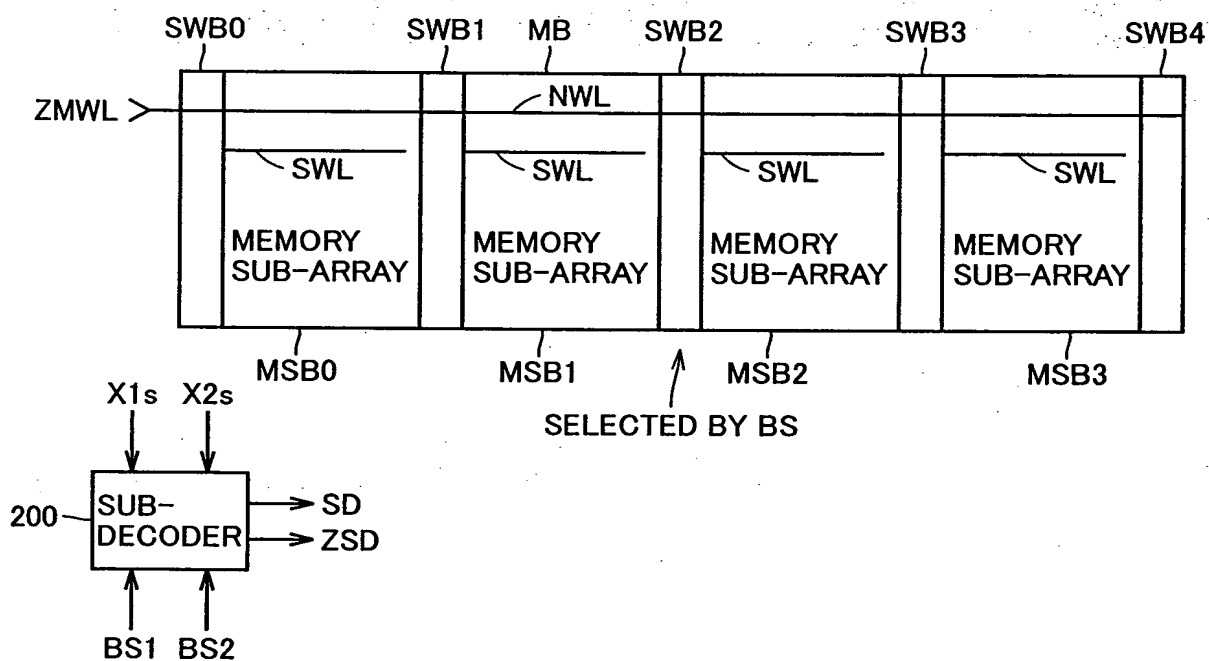 SWB0 SWB1 MB SWB2 SWB3 SWB4
ZMWL NWL
SWL SWL SWL SWL
MEMORY SUB-ARRAY
MEMORY SUB-ARRAY
MEMORY SUB-ARRAY
MEMORY SUB-ARRAY
MSB0 MSB1 MSB2 MSB3
SELECTED BY BS
X1s X2s
200
SUB-
DECODER
SD
ZSD
BS1 BS2